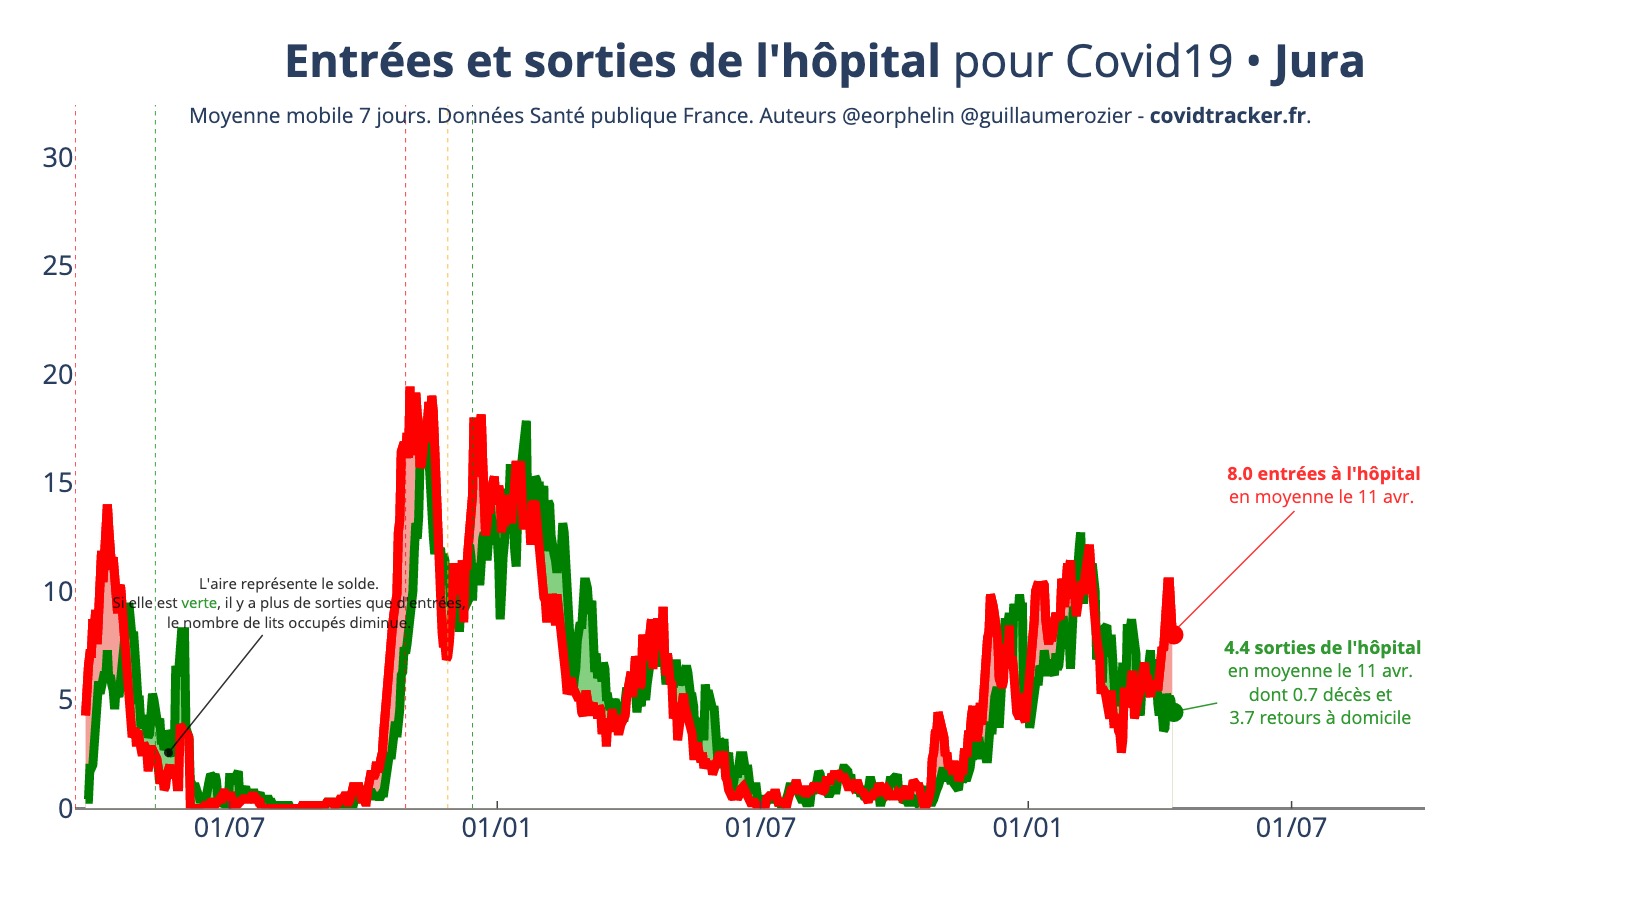 Entrées et sorties de l'hôpital pour Covid19 • Jura
Moyenne mobile 7 jours. Données Santé publique France. Auteurs @eorphelin @guillaumerozier - covidtracker.fr.
30
25
20
15
10
5
0
L'aire représente le solde.
Si elle est verte, il y a plus de sorties que d'entrées,
le nombre de lits occupés diminue.
8.0 entrées à l'hôpital
en moyenne le 11 avr.
4.4 sorties de l'hôpital
en moyenne le 11 avr.
dont 0.7 décès et
3.7 retours à domicile
01/07
01/01
01/07
01/01
01/07